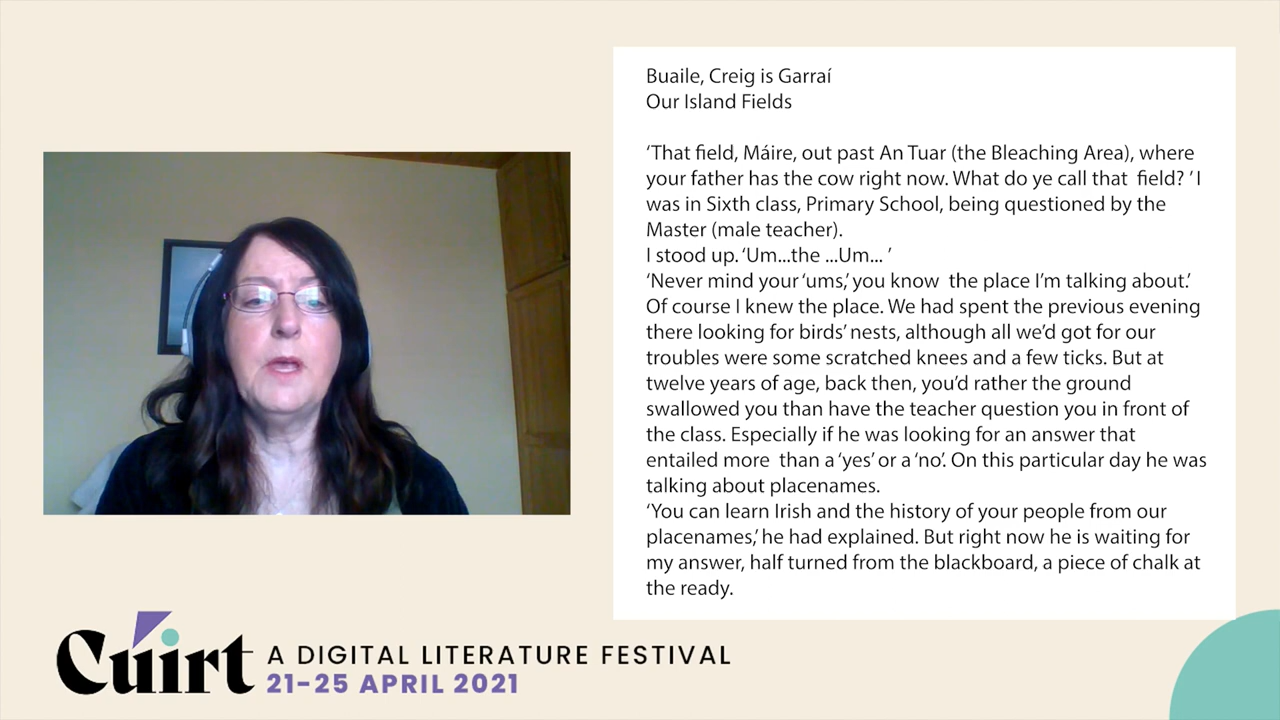 Buaile, Creig is Garraí
Our Island Fields
‘That field, Máire, out past An Tuar (the Bleaching Area), where
your father has the cow right now. What do ye call that  field? ’ I
was in Sixth class, Primary School, being questioned by the
Master (male teacher).
I stood up. ‘Um...the ...Um... ’
‘Never mind your ‘ums,’ you know  the place I’m talking about.’
Of course I knew the place. We had spent the previous evening
there looking for birds’ nests, although all we’d got for our
troubles were some scratched knees and a few ticks. But at
twelve years of age, back then, you’d rather the ground
swallowed you than have the teacher question you in front of
the class. Especially if he was looking for an answer that
entailed more  than a ‘yes’ or a ‘no’. On this particular day he was
talking about placenames.
‘You can learn Irish and the history of your people from our
placenames,’ he had explained. But right now he is waiting for
my answer, half turned from the blackboard, a piece of chalk at
the ready.
Cúirt
A DIGITAL LITERATURE FESTIVAL
21-25 APRIL 2021